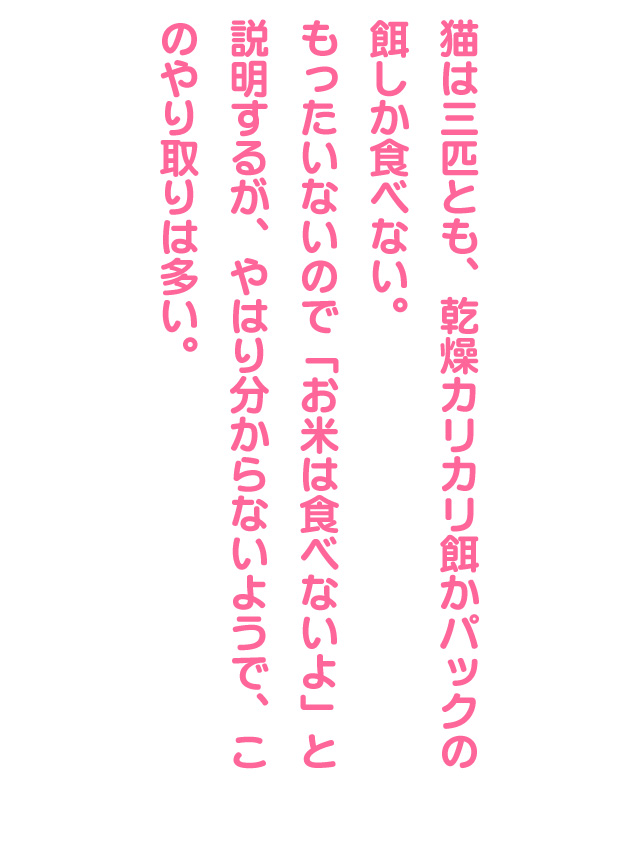 猫は三匹とも、乾燥カリカリ餌かパックの
餌しか食べない。
もったいないので「お米は食べないよ」と
説明するが、やはり分からないようで、こ
のやり取りは多い。